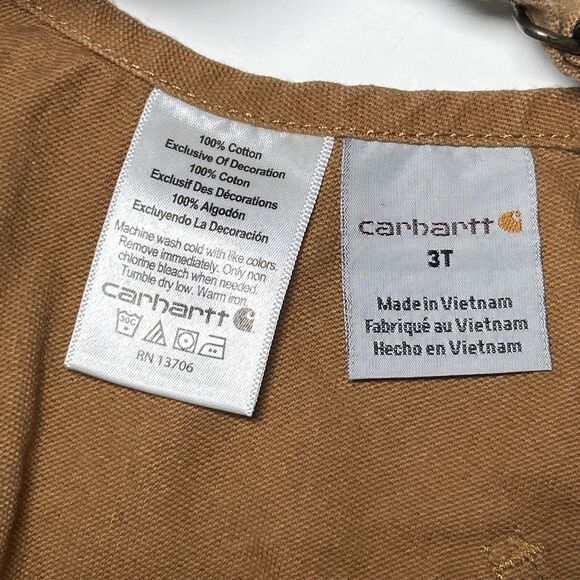 100% Cotton
Exclusive Of Decoration
100% Coton
Exclusif Des Décorations
100% Algodón
Excluyendo La Decoración
Machine wash cold with like colors.
Remove immediately. Only non
chlorine bleach when needed.
Tumble dry low. Warm iron.
carhartt
30C
RN 13706
carhartt
3T
Made in Vietnam
Fabriqué au Vietnam
Hecho en Vietnam